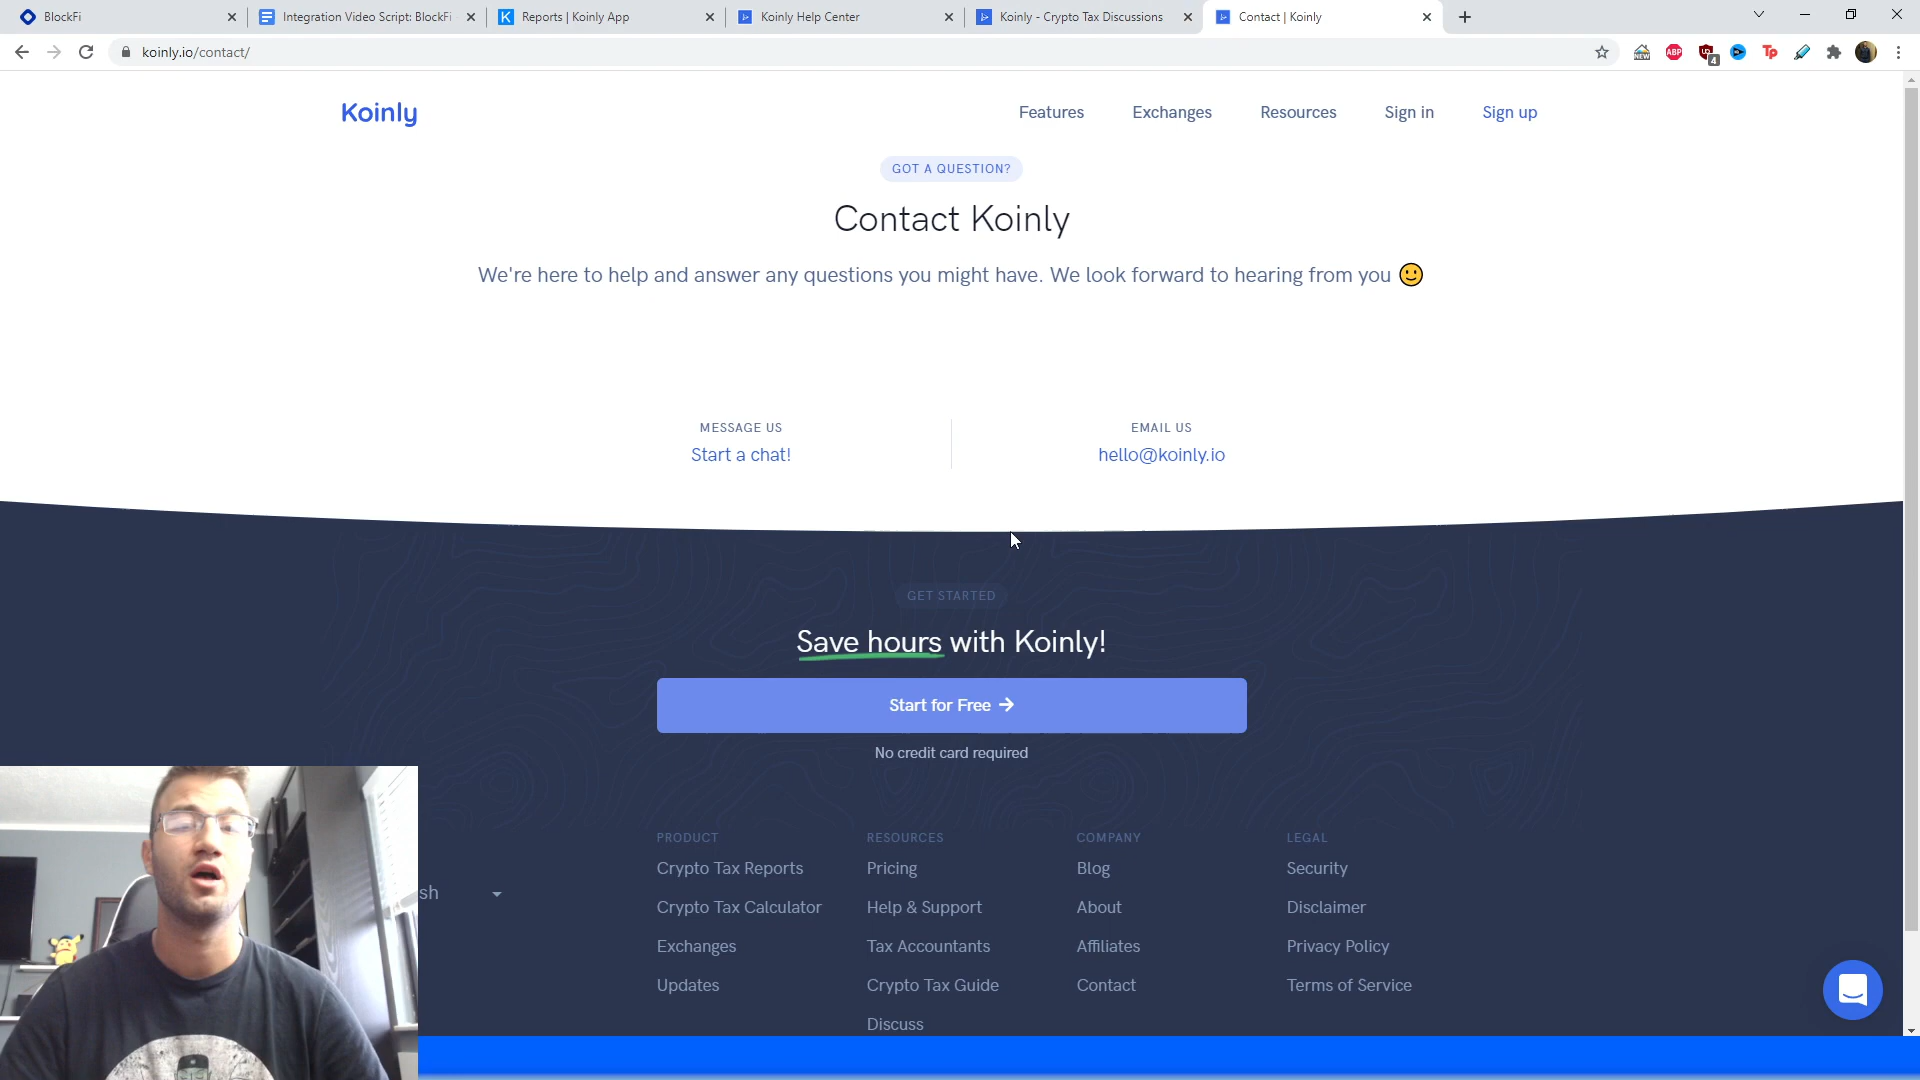 BlockFi
Integration Video Script: BlockFi
Reports | Koinly App
Koinly Help Center
Koinly - Crypto Tax Discussions
Contact | Koinly
koinly.io/contact/
NEW
ABP
4
Tp
Koinly
Features
Exchanges
Resources
Sign in
Sign up
GOT A QUESTION?
Contact Koinly
We're here to help and answer any questions you might have. We look forward to hearing from you
MESSAGE US
Start a chat!
EMAIL US
hello@koinly.io
GET STARTED
Save hours with Koinly!
Start for Free →
No credit card required
sh
PRODUCT
Crypto Tax Reports
Crypto Tax Calculator
Exchanges
Updates
RESOURCES
Pricing
Help & Support
Tax Accountants
Crypto Tax Guide
Discuss
COMPANY
Blog
About
Affiliates
Contact
LEGAL
Security
Disclaimer
Privacy Policy
Terms of Service